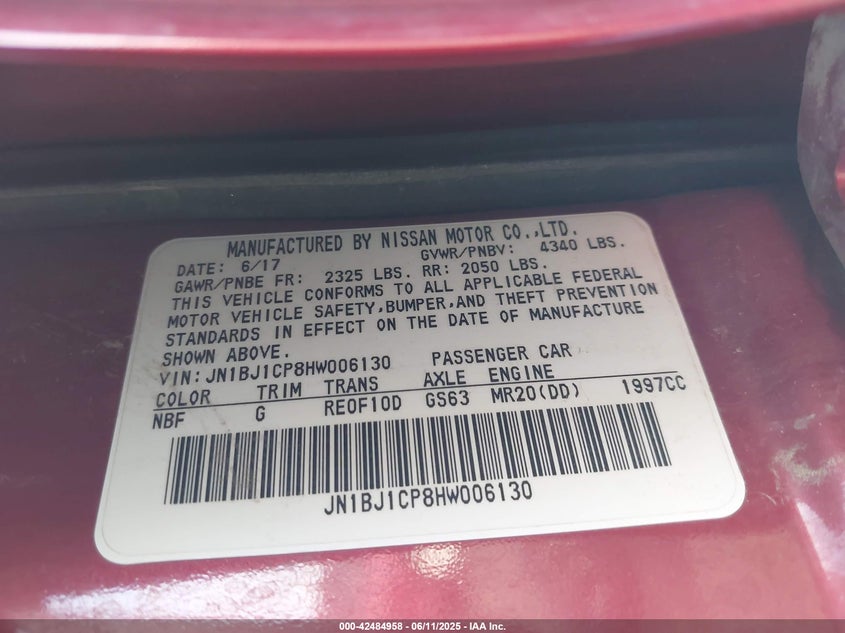 MANUFACTURED BY NISSAN MOTOR CO.,LTD.
DATE: 6/17 GVWR/PNBV: 4340 LBS.
GAWR/PNBE FR: 2325 LBS. RR: 2050 LBS.
THIS VEHICLE CONFORMS TO ALL APPLICABLE FEDERAL
MOTOR VEHICLE SAFETY,BUMPER,AND THEFT PREVENTION
STANDARDS IN EFFECT ON THE DATE OF MANUFACTURE
SHOWN ABOVE.
VIN:JN1BJ1CP8HW006130 PASSENGER CAR
COLOR TRIM TRANS AXLE ENGINE
NBF G RE0F10D GS63 MR20(DD) 1997CC
JN1BJ1CP8HW006130
000-42484958 - 06/11/2025 - IAA Inc.